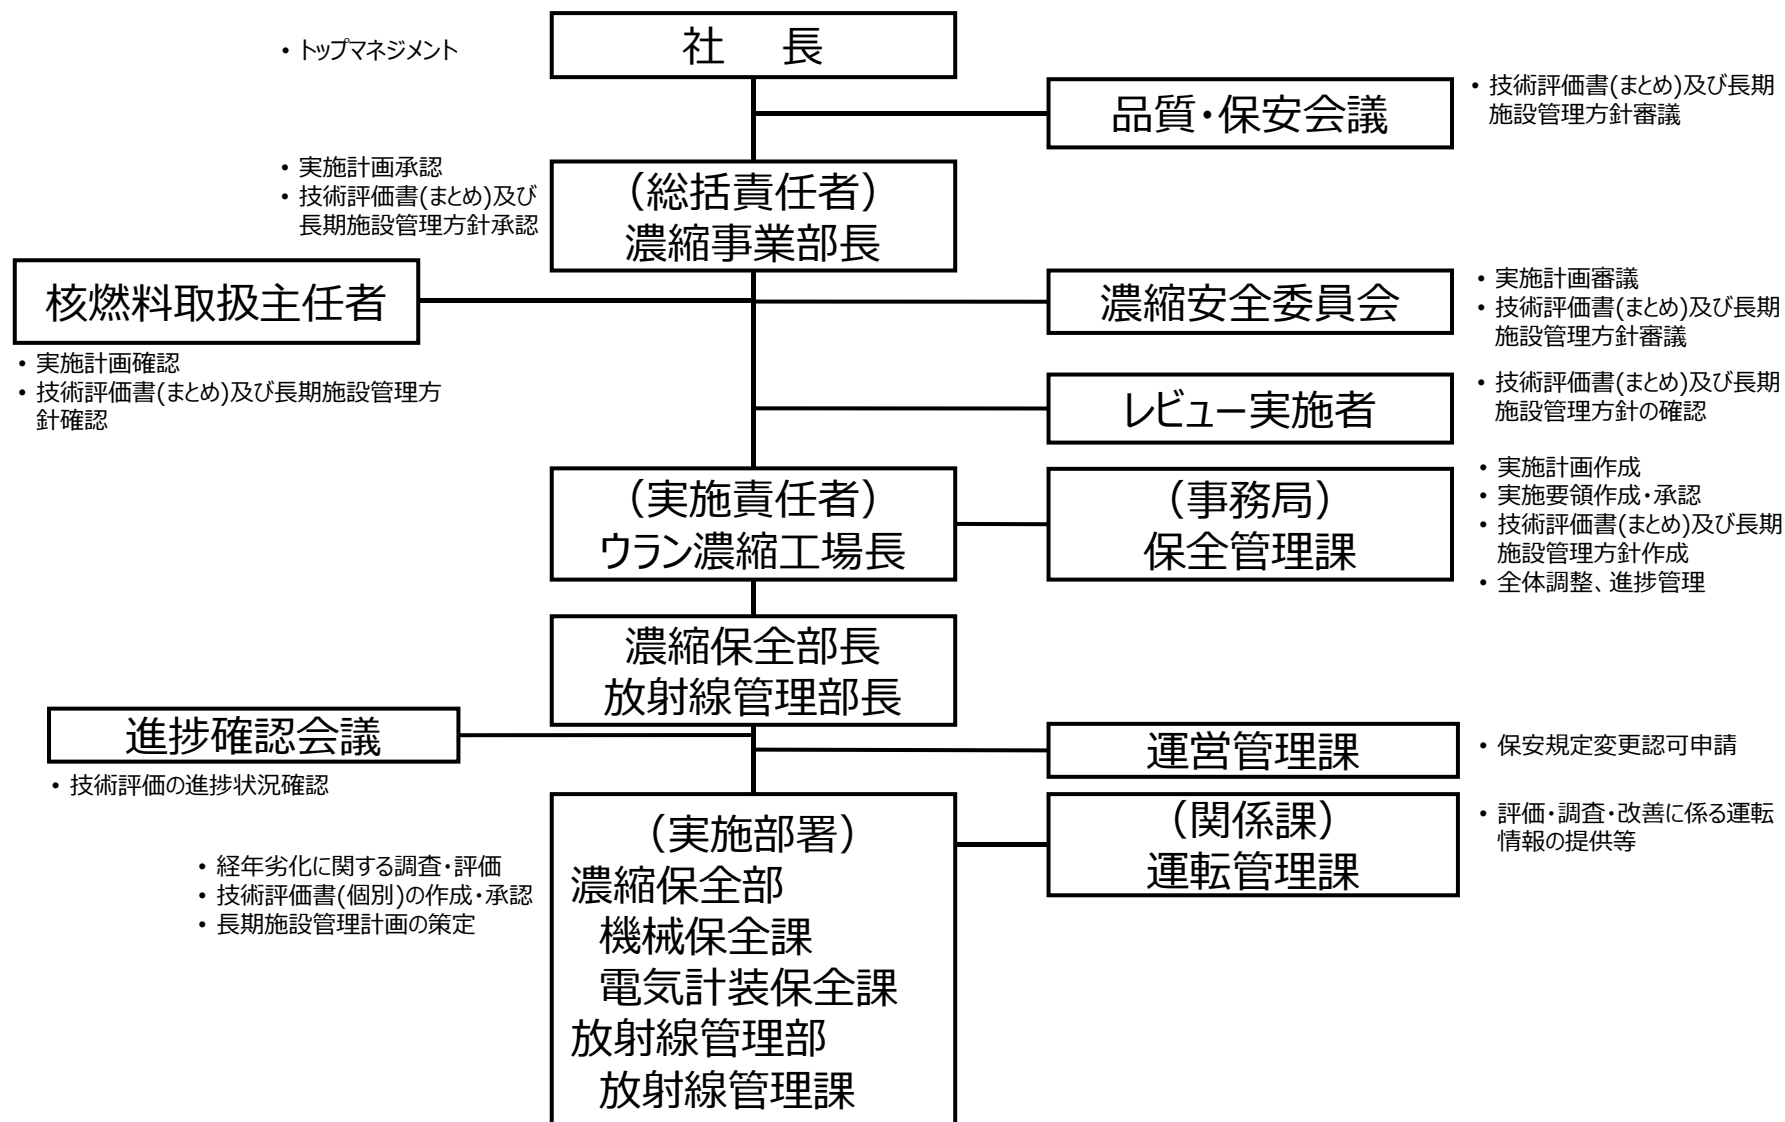 社　長
・トップマネジメント
品質・保安会議
・技術評価書(まとめ)及び長期
施設管理方針審議
・実施計画承認
・技術評価書(まとめ)及び
長期施設管理方針承認
（総括責任者）
濃縮事業部長
核燃料取扱主任者
・実施計画確認
・技術評価書(まとめ)及び長期施設管理方
針確認
濃縮安全委員会
・実施計画審議
・技術評価書(まとめ)及び長期
施設管理方針審議
レビュー実施者
・技術評価書(まとめ)及び長期
施設管理方針の確認
（実施責任者）
ウラン濃縮工場長
（事務局）
保全管理課
・実施計画作成
・実施要領作成・承認
・技術評価書(まとめ)及び長期
施設管理方針作成
・全体調整、進捗管理
濃縮保全部長
放射線管理部長
進捗確認会議
・技術評価の進捗状況確認
運営管理課
・保安規定変更認可申請
（実施部署）
濃縮保全部
機械保全課
電気計装保全課
放射線管理部
放射線管理課
・経年劣化に関する調査・評価
・技術評価書(個別)の作成・承認
・長期施設管理計画の策定
（関係課）
運転管理課
・評価・調査・改善に係る運転
情報の提供等